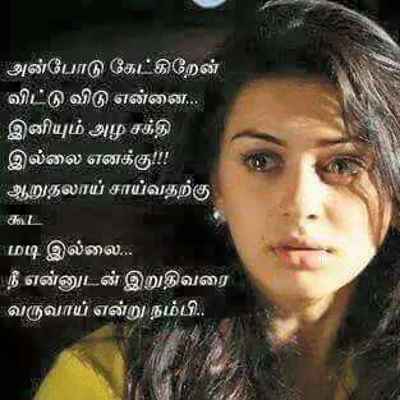 அன்போடு கேட்கிறேன்
விட்டு விடு என்னை...
இனியும் அழ சக்தி
இல்லை எனக்கு!!!
ஆறுதலாய் சாய்வதற்கு
கூட
மடி இல்லை...
நீ என்னுடன் இறுதிவரை
வருவாய் என்று நம்பி..